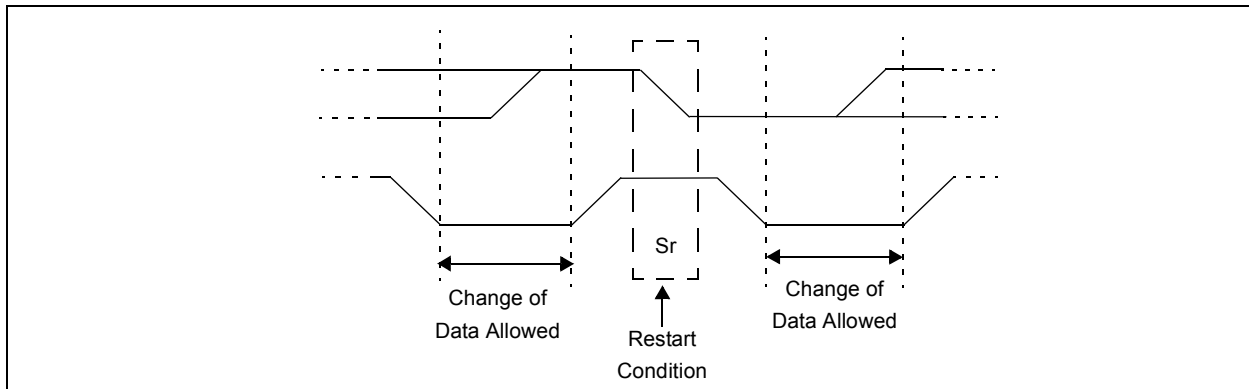 Sr
Change of
Data Allowed
Restart
Condition
Change of
Data Allowed